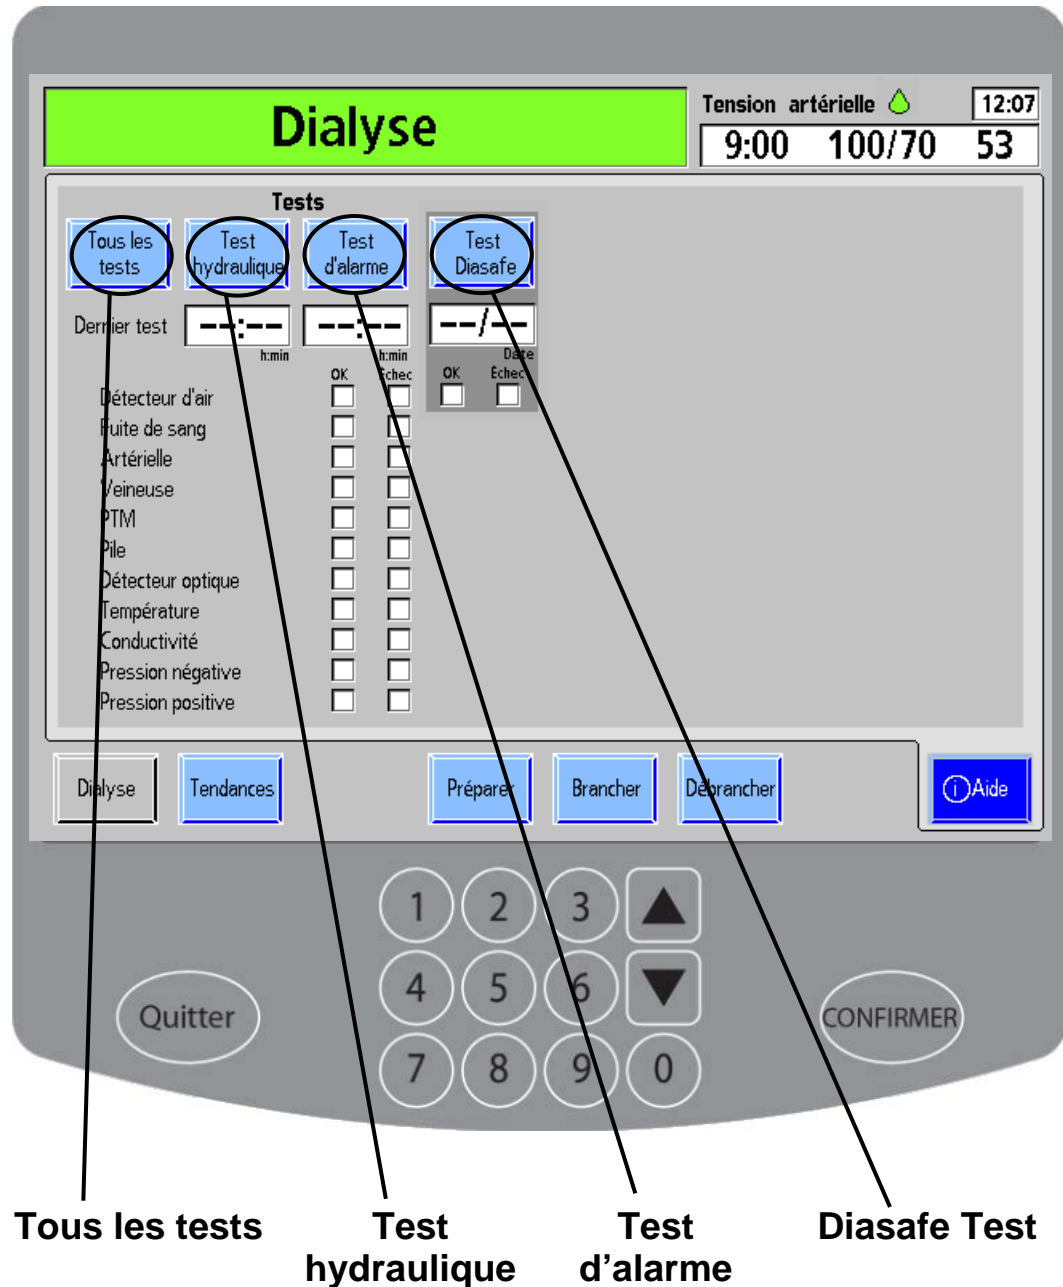 Dialyse
Tension artérielle 12:07
9:00 100/70 53
Tests
Tous les
tests
Test
hydraulique
Test
d'alarme
Test
Diasafe
Dernier test --:-- --:-- --/--
h:min h:min Date
OK Échec OK Échec
Détecteur d'air
Fuite de sang
Artérielle
Veineuse
PTM
Pile
Détecteur optique
Température
Conductivité
Pression négative
Pression positive
Dialyse Tendances Préparer Brancher Débrancher i Aide
1 2 3
4 5 6
Quitter CONFIRMER
7 8 9 0
Tous les tests
Test
hydraulique
Test
d’alarme
Diasafe Test